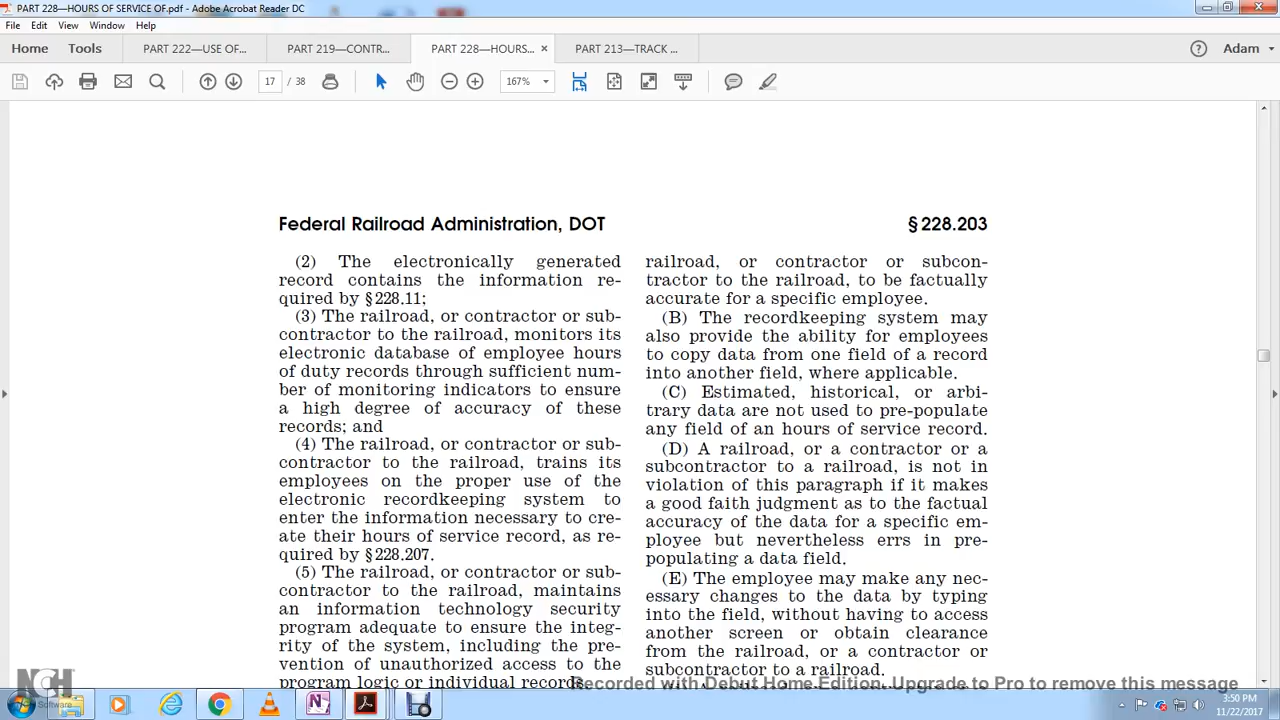 PART 228—HOURS OF SERVICE OF.pdf - Adobe Acrobat Reader DC
File Edit View Window Help
Home Tools PART 222—USE OF... PART 219—CONTR... PART 228—HOURS... × PART 213—TRACK ... Adam
17 / 38 167%
Federal Railroad Administration, DOT
§ 228.203
(2) The electronically generated
record contains the information re-
quired by § 228.11;
(3) The railroad, or contractor or sub-
contractor to the railroad, monitors its
electronic database of employee hours
of duty records through sufficient num-
ber of monitoring indicators to ensure
a high degree of accuracy of these
records; and
(4) The railroad, or contractor or sub-
contractor to the railroad, trains its
employees on the proper use of the
electronic recordkeeping system to
enter the information necessary to cre-
ate their hours of service record, as re-
quired by § 228.207.
(5) The railroad, or contractor or sub-
contractor to the railroad, maintains
an information technology security
program adequate to ensure the integ-
rity of the system, including the pre-
vention of unauthorized access to the
program logic or individual records
railroad, or contractor or subcon-
tractor to the railroad, to be factually
accurate for a specific employee.
(B) The recordkeeping system may
also provide the ability for employees
to copy data from one field of a record
into another field, where applicable.
(C) Estimated, historical, or arbi-
trary data are not used to pre-populate
any field of an hours of service record.
(D) A railroad, or a contractor or a
subcontractor to a railroad, is not in
violation of this paragraph if it makes
a good faith judgment as to the factual
accuracy of the data for a specific em-
ployee but nevertheless errs in pre-
populating a data field.
(E) The employee may make any nec-
essary changes to the data by typing
into the field, without having to access
another screen or obtain clearance
from the railroad, or a contractor or
subcontractor to a railroad.
Recorded with Debut Home Edition. Upgrade to Pro to remove this message
NCH
Software
3:50 PM
11/22/2017